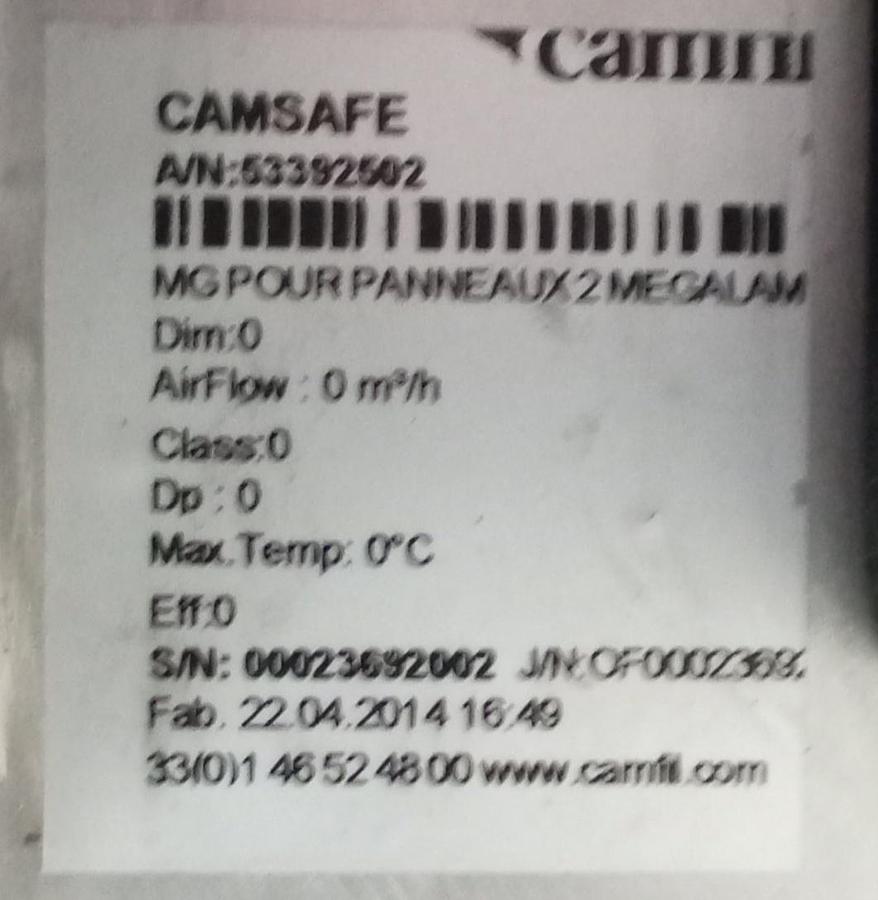 camfil
CAMSAFE
A/N:53392502
MG POUR PANNEAUX 2 MEGALAM
Dim:0
AirFlow : 0 m³/h
Class:0
Dp : 0
Max.Temp: 0°C
Eff:0
S/N: 00023692002
Fab. 22.04.2014 16:49
33(0)1 46 52 48 00 www.camfil.com